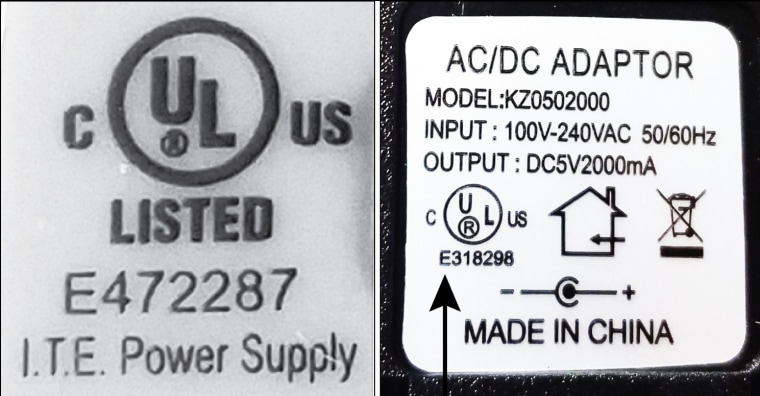 C UL ® US
LISTED
E472287
I.T.E. Power Supply
AC/DC ADAPTOR
MODEL:KZ0502000
INPUT : 100V-240VAC 50/60Hz
OUTPUT : DC5V2000mA
C UL ® US
E318298
- +
MADE IN CHINA